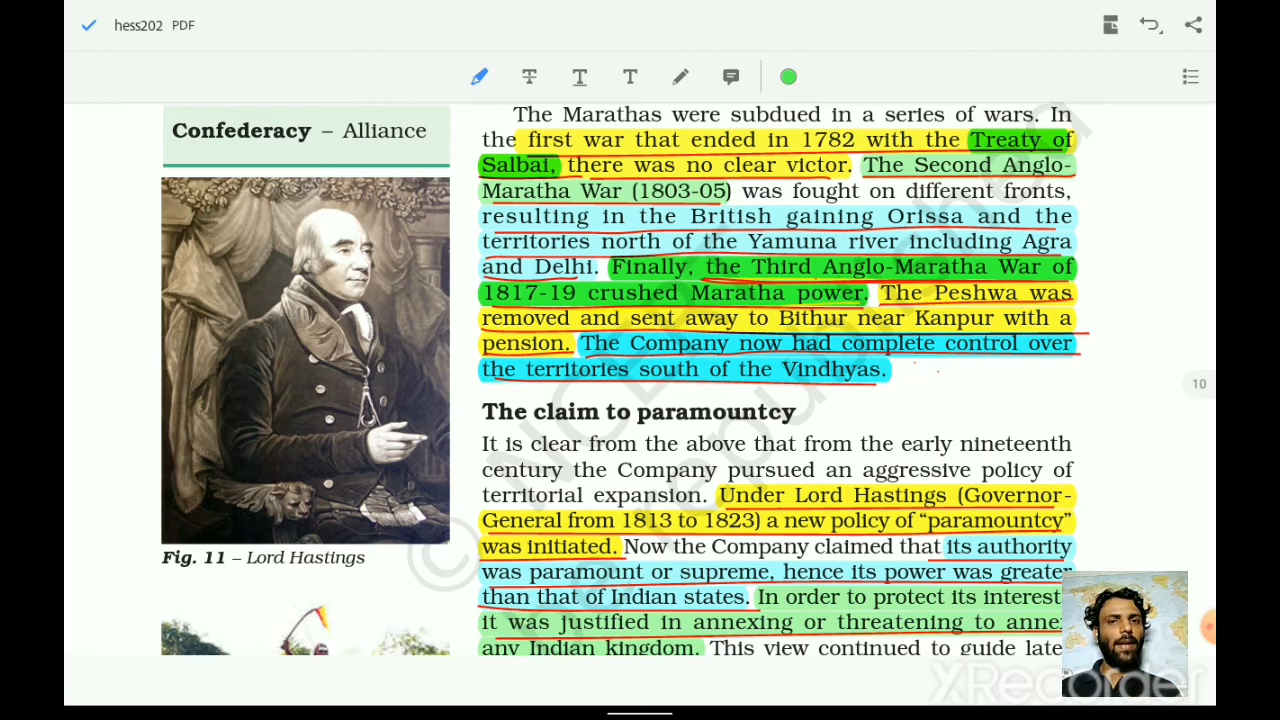 hess202 PDF
Confederacy – Alliance
Fig. 11 – Lord Hastings
The Marathas were subdued in a series of wars. In
the first war that ended in 1782 with the Treaty of
Salbai, there was no clear victor. The Second Anglo-
Maratha War (1803-05) was fought on different fronts,
resulting in the British gaining Orissa and the
territories north of the Yamuna river including Agra
and Delhi. Finally, the Third Anglo-Maratha War of
1817-19 crushed Maratha power. The Peshwa was
removed and sent away to Bithur near Kanpur with a
pension. The Company now had complete control over
the territories south of the Vindhyas.
The claim to paramountcy
It is clear from the above that from the early nineteenth
century the Company pursued an aggressive policy of
territorial expansion. Under Lord Hastings (Governor-
General from 1813 to 1823) a new policy of “paramountcy”
was initiated. Now the Company claimed that its authority
was paramount or supreme, hence its power was greater
than that of Indian states. In order to protect its interest
it was justified in annexing or threatening to annex
any Indian kingdom. This view continued to guide late
10
© NCERT
republished
XRecorder